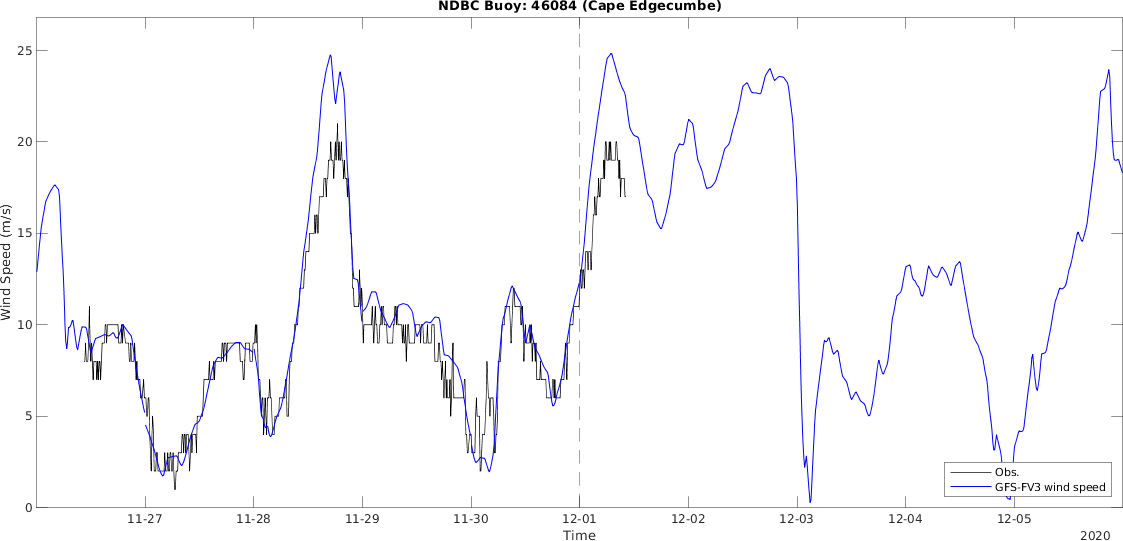 NDBC Buoy: 46084 (Cape Edgecumbe)
Wind Speed (m/s)
25
20
15
10
5
0
11-27 11-28 11-29 11-30 12-01 12-02 12-03 12-04 12-05
Time
2020
Obs.
GFS-FV3 wind speed